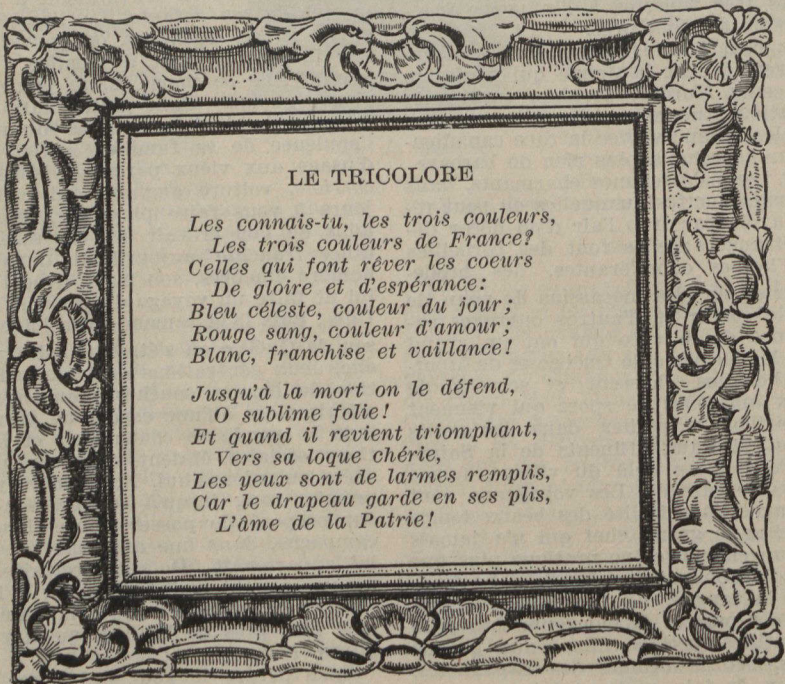 LE TRICOLORE
Les connais-tu, les trois couleurs,
Les trois couleurs de France?
Celles qui font rêver les coeurs
De gloire et d'espérance:
Bleu céleste, couleur du jour;
Rouge sang, couleur d'amour;
Blanc, franchise et vaillance!
Jusqu'à la mort on le défend,
O sublime folie!
Et quand il revient triomphant,
Vers sa loque chérie,
Les yeux sont de larmes remplis,
Car le drapeau garde en ses plis,
L'âme de la Patrie!